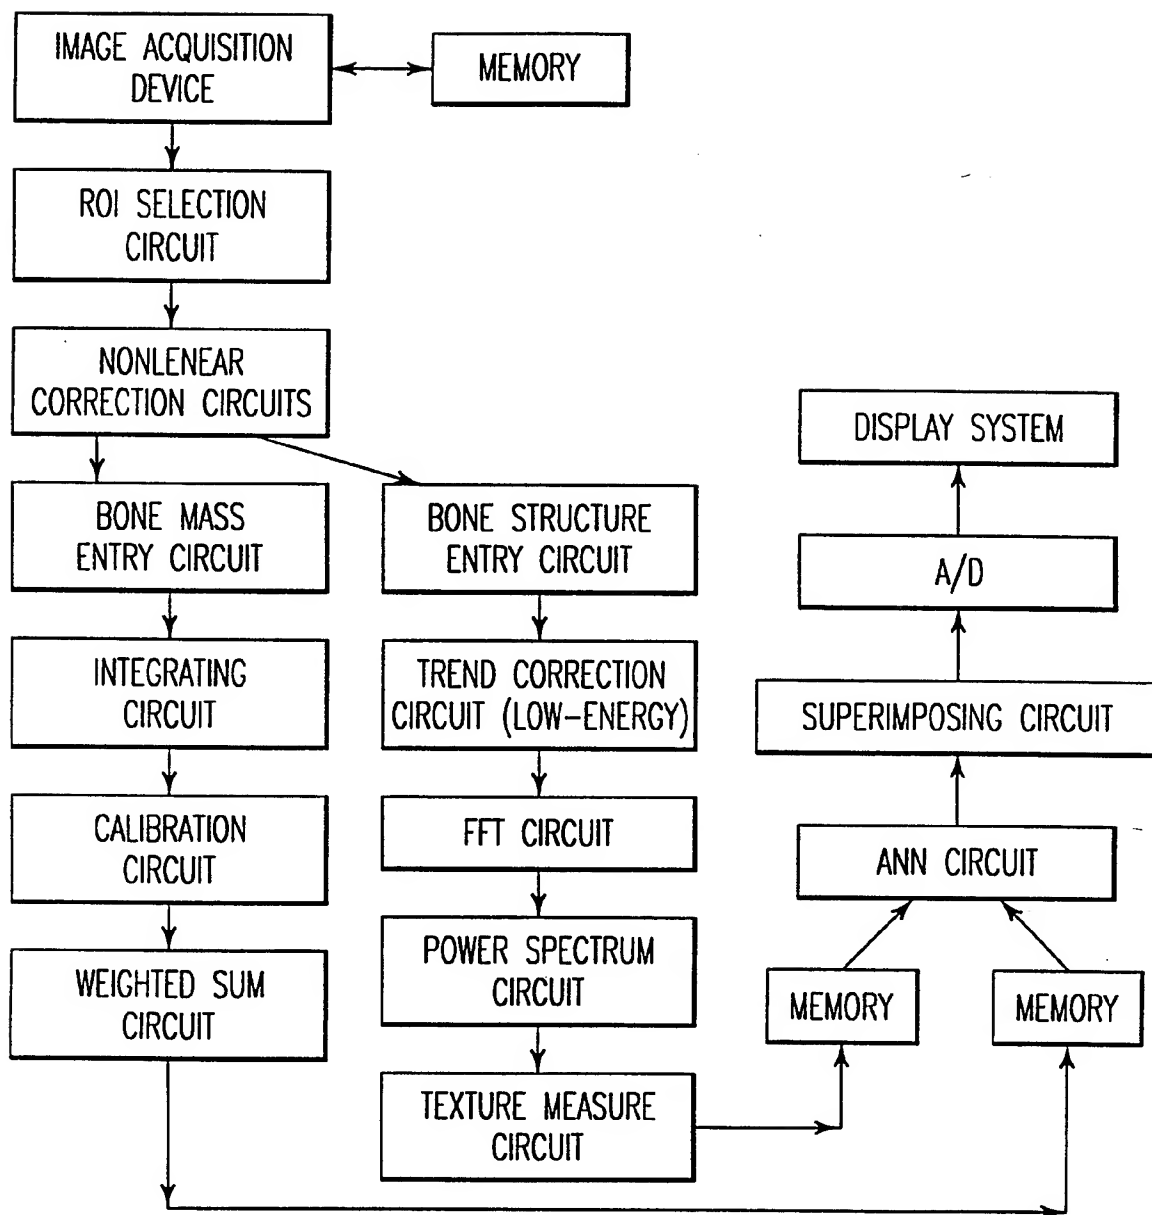 IMAGE ACQUISITION
DEVICE
MEMORY
ROI SELECTION
CIRCUIT
NONLENEAR
CORRECTION CIRCUITS
BONE MASS
ENTRY CIRCUIT
INTEGRATING
CIRCUIT
CALIBRATION
CIRCUIT
WEIGHTED SUM
CIRCUIT
BONE STRUCTURE
ENTRY CIRCUIT
TREND CORRECTION
CIRCUIT (LOW-ENERGY)
FFT CIRCUIT
POWER SPECTRUM
CIRCUIT
TEXTURE MEASURE
CIRCUIT
DISPLAY SYSTEM
A/D
SUPERIMPOSING CIRCUIT
ANN CIRCUIT
MEMORY
MEMORY